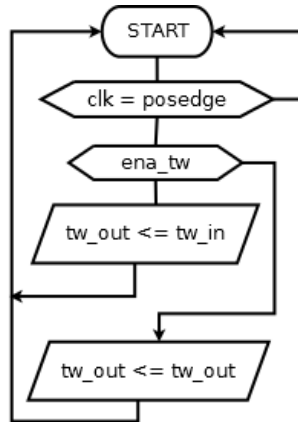 START
clk = posedge
ena_tw
tw_out <= tw_in
tw_out <= tw_out